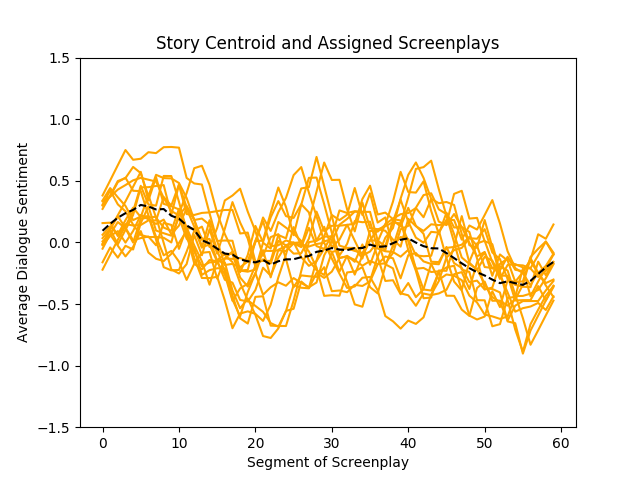 Story Centroid and Assigned Screenplays
1.5
1.0
0.5
0.0
−0.5
−1.0
−1.5
Average Dialogue Sentiment
0 10 20 30 40 50 60
Segment of Screenplay